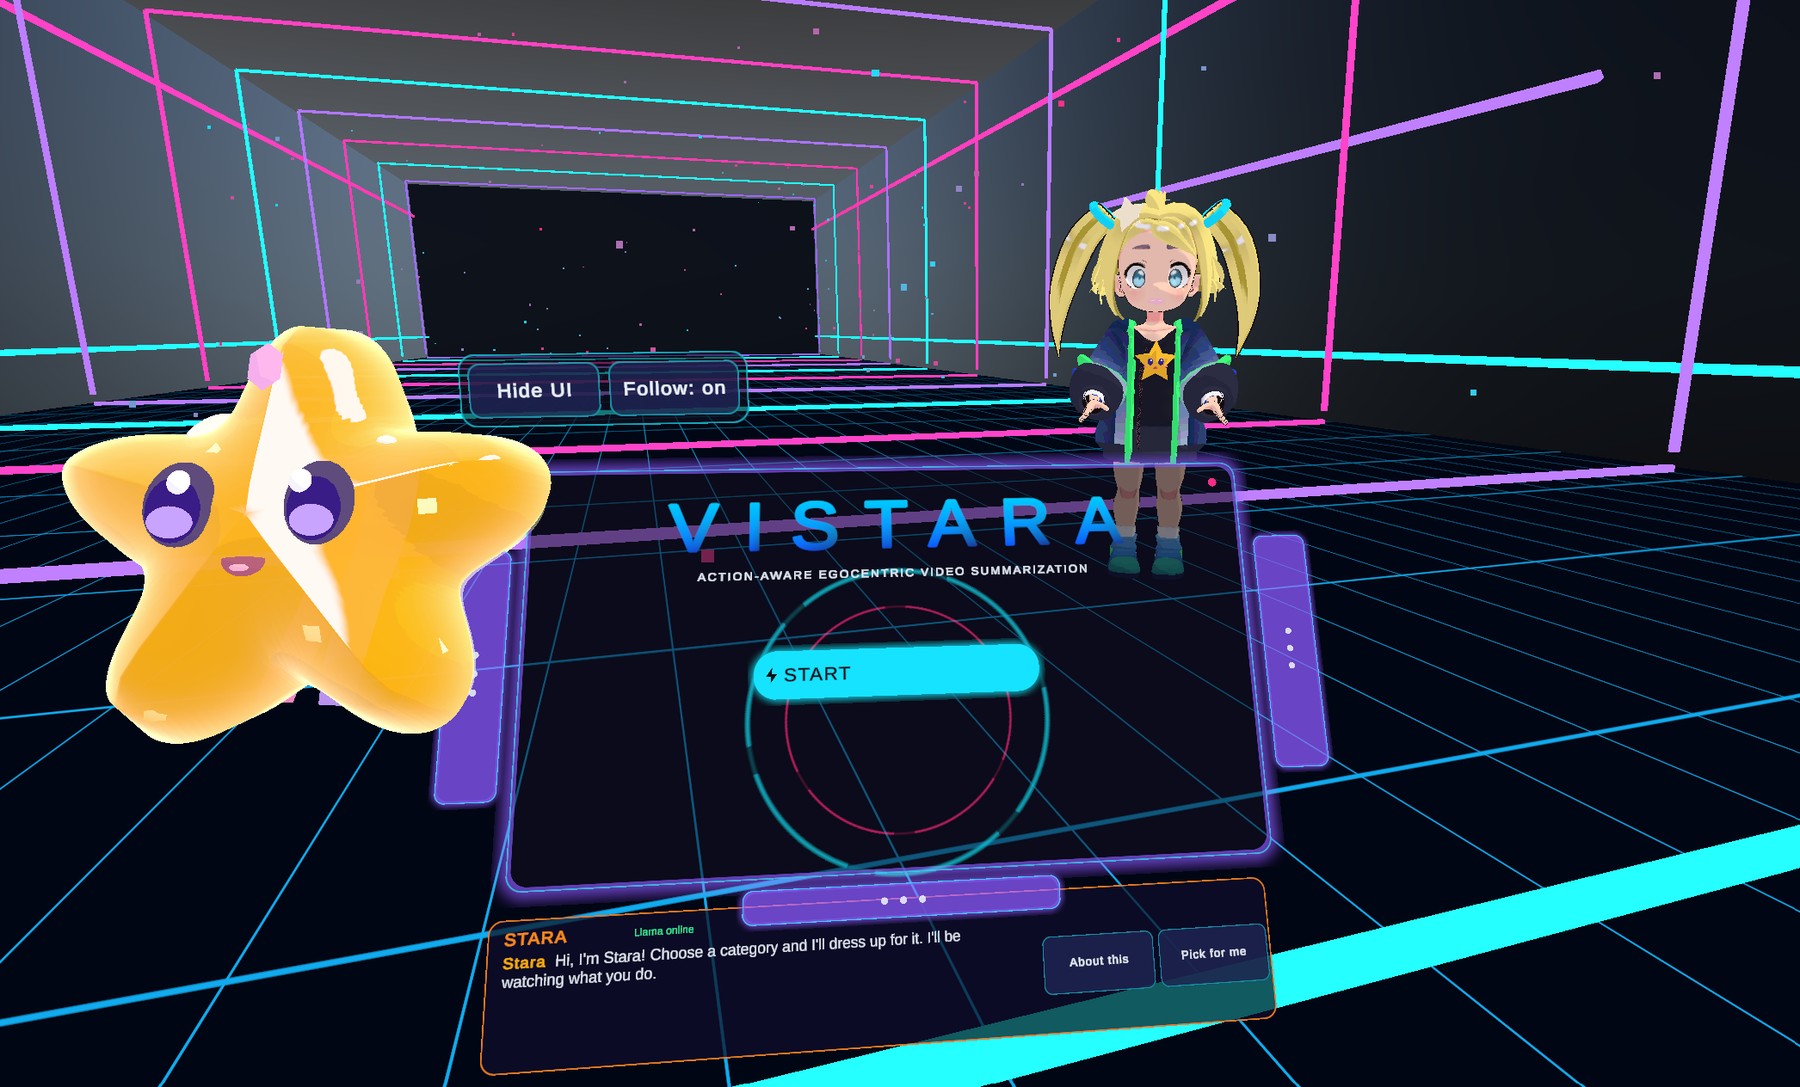 Hide UI
Follow: on
VISTARA
ACTION-AWARE EGOCENTRIC VIDEO SUMMARIZATION
START
STARA
Llama online
Stara Hi, I'm Stara! Choose a category and I'll dress up for it. I'll be
watching what you do.
About this
Pick for me